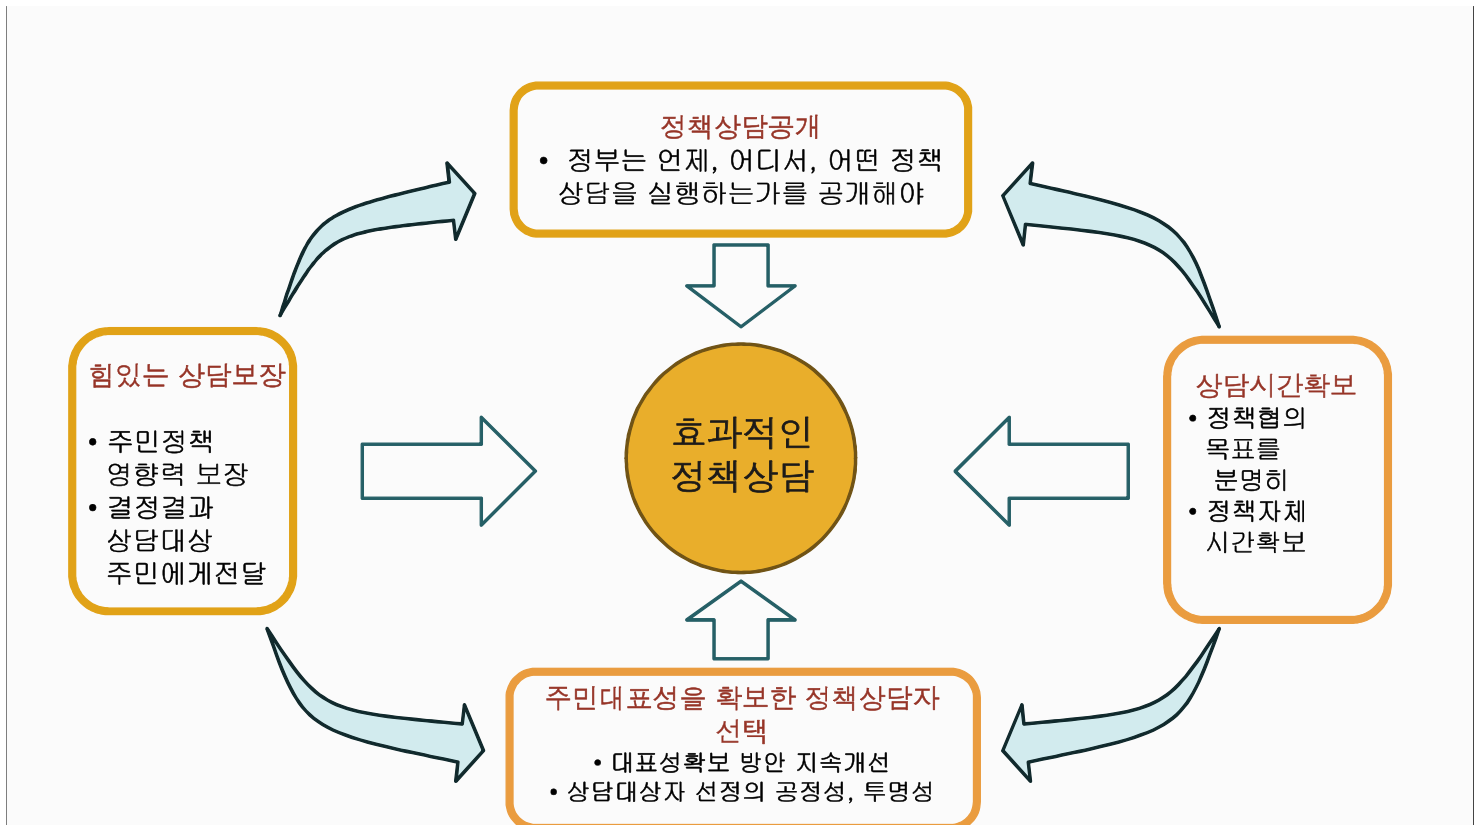 정책상담공개
• 정부는 언제, 어디서, 어떤 정책
상담을 실행하는가를 공개해야
힘있는 상담보장
• 주민정책
영향력 보장
• 결정결과
상담대상
주민에게전달
효과적인
정책상담
상담시간확보
• 정책협의
목표를
분명히
• 정책자체
시간확보
주민대표성을 확보한 정책상담자
선택
• 대표성확보 방안 지속개선
• 상담대상자 선정의 공정성, 투명성